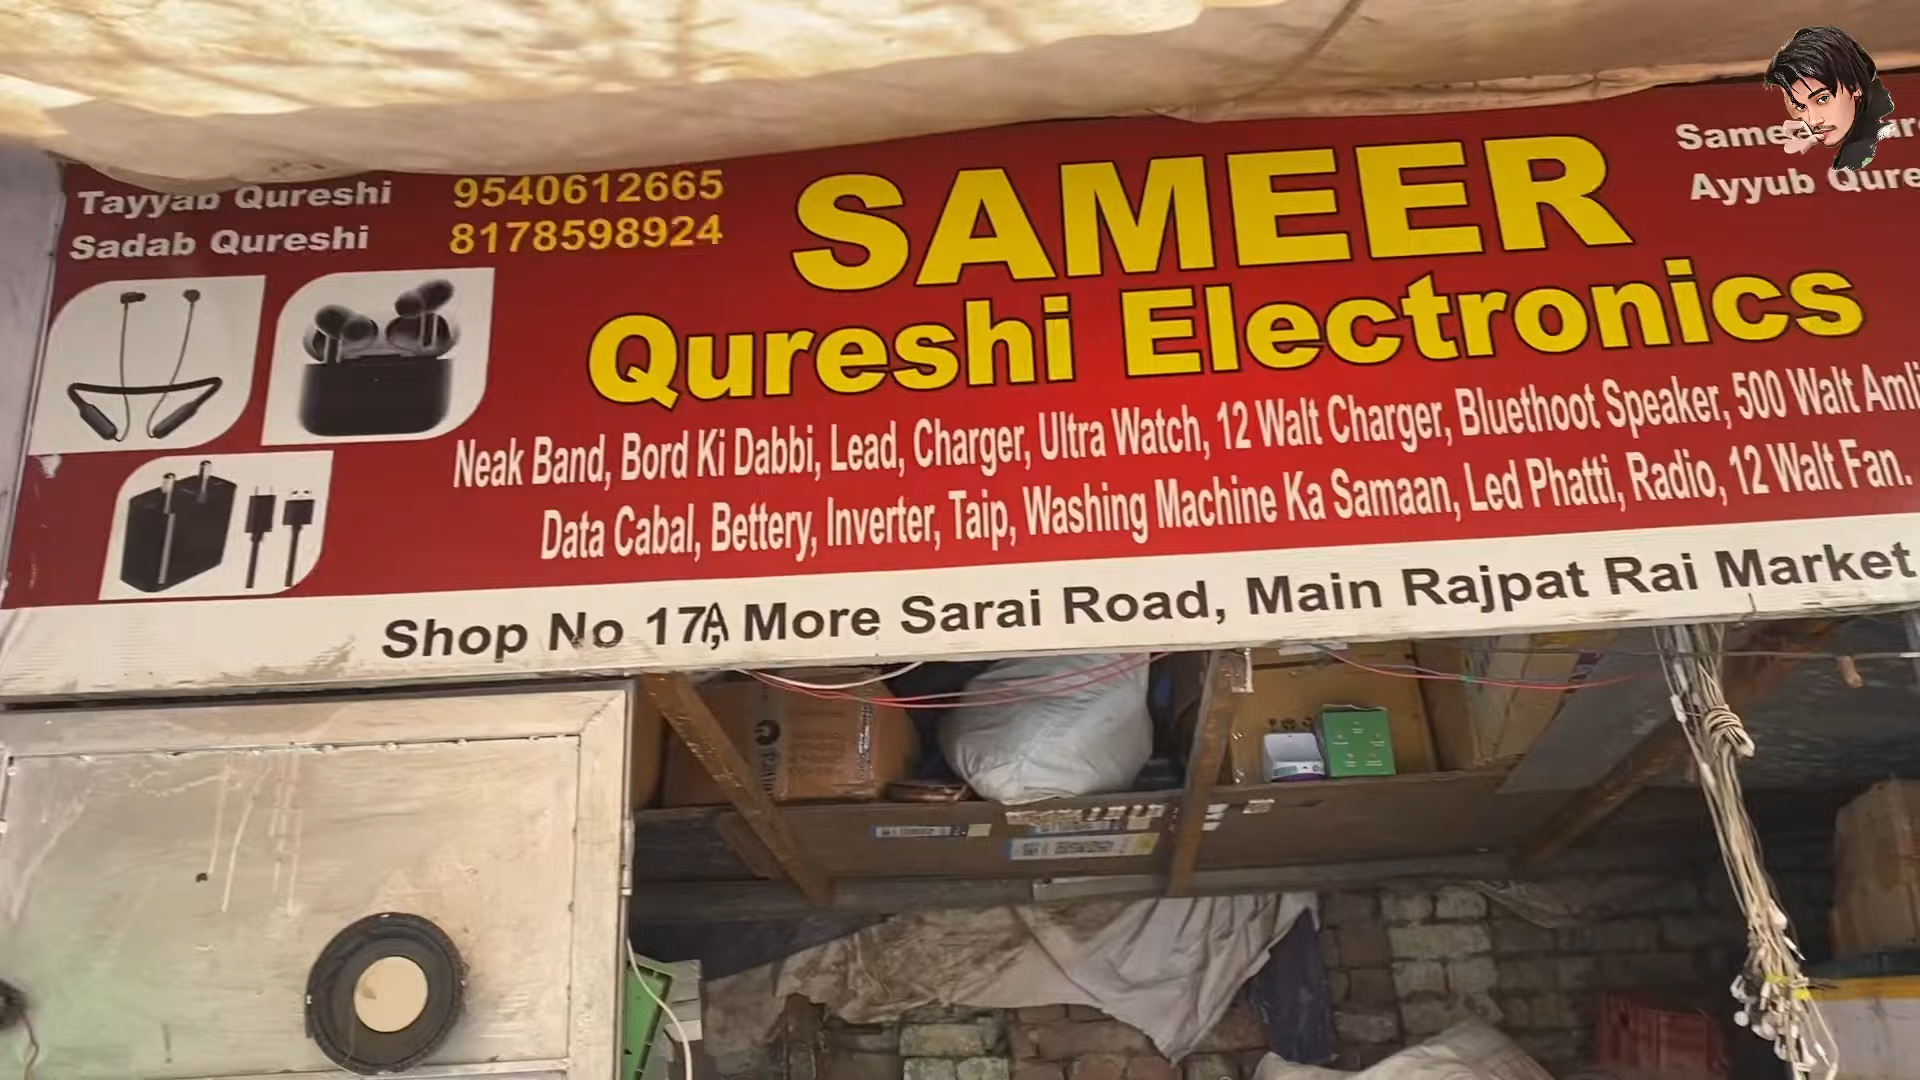 Tayyab Qureshi 9540612665
Sadab Qureshi 8178598924
SAMEER
Qureshi Electronics
Ayyub
Neak Band, Bord Ki Dabbi, Lead, Charger, Ultra Watch, 12 Walt Charger, Bluethoot Speaker, 500 Walt
Data Cabal, Bettery, Inverter, Taip, Washing Machine Ka Samaan, Led Phatti, Radio, 12 Walt Fan.
Shop No 17A, More Sarai Road, Main Rajpat Rai Market